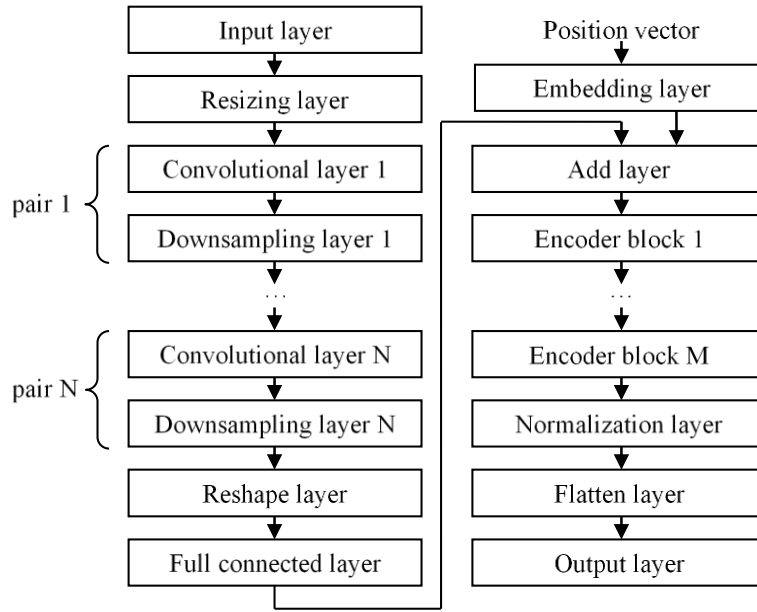 Input layer
Resizing layer
pair 1
Convolutional layer 1
Downsampling layer 1
...
pair N
Convolutional layer N
Downsampling layer N
Reshape layer
Full connected layer
Position vector
Embedding layer
Add layer
Encoder block 1
...
Encoder block M
Normalization layer
Flatten layer
Output layer